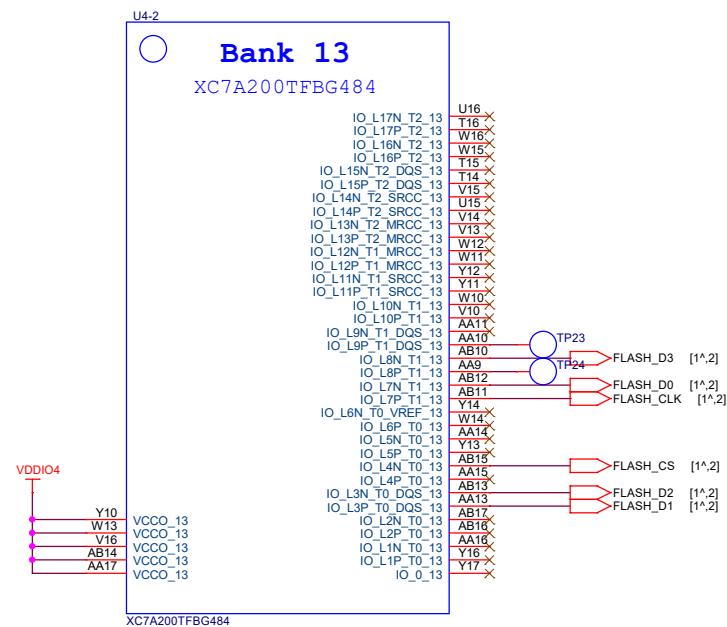 U4-2
Bank 13
XC7A200TFBG484
IO_L17N_T2_13 U16
IO_L17P_T2_13 T16
IO_L16N_T2_13 W16
IO_L16P_T2_13 W15
IO_L15N_T2_DQS_13 T15
IO_L15P_T2_DQS_13 T14
IO_L14N_T2_SRCC_13 V15
IO_L14P_T2_SRCC_13 U15
IO_L13N_T2_MRCC_13 V14
IO_L13P_T2_MRCC_13 V13
IO_L12N_T1_MRCC_13 W12
IO_L12P_T1_MRCC_13 W11
IO_L11N_T1_SRCC_13 Y12
IO_L11P_T1_SRCC_13 Y11
IO_L10N_T1_13 W10
IO_L10P_T1_13 V10
IO_L9N_T1_DQS_13 AA11
IO_L9P_T1_DQS_13 AA10 TP23
IO_L8N_T1_13 AB10 FLASH_D3 [1^,2]
IO_L8P_T1_13 AA9 TP24
IO_L7N_T1_13 AB12 FLASH_D0 [1^,2]
IO_L7P_T1_13 AB11 FLASH_CLK [1^,2]
IO_L6N_T0_VREF_13 Y14
IO_L6P_T0_13 W14
IO_L5N_T0_13 AA14
IO_L5P_T0_13 Y13
IO_L4N_T0_13 AB15 FLASH_CS [1^,2]
IO_L4P_T0_13 AA15
IO_L3N_T0_DQS_13 AB13 FLASH_D2 [1^,2]
IO_L3P_T0_DQS_13 AA13 FLASH_D1 [1^,2]
IO_L2N_T0_13 AB17
IO_L2P_T0_13 AB16
IO_L1N_T0_13 AA16
IO_L1P_T0_13 Y16
IO_0_13 Y17
VDDIO4
Y10 VCCO_13
W13 VCCO_13
V16 VCCO_13
AB14 VCCO_13
AA17 VCCO_13
XC7A200TFBG484